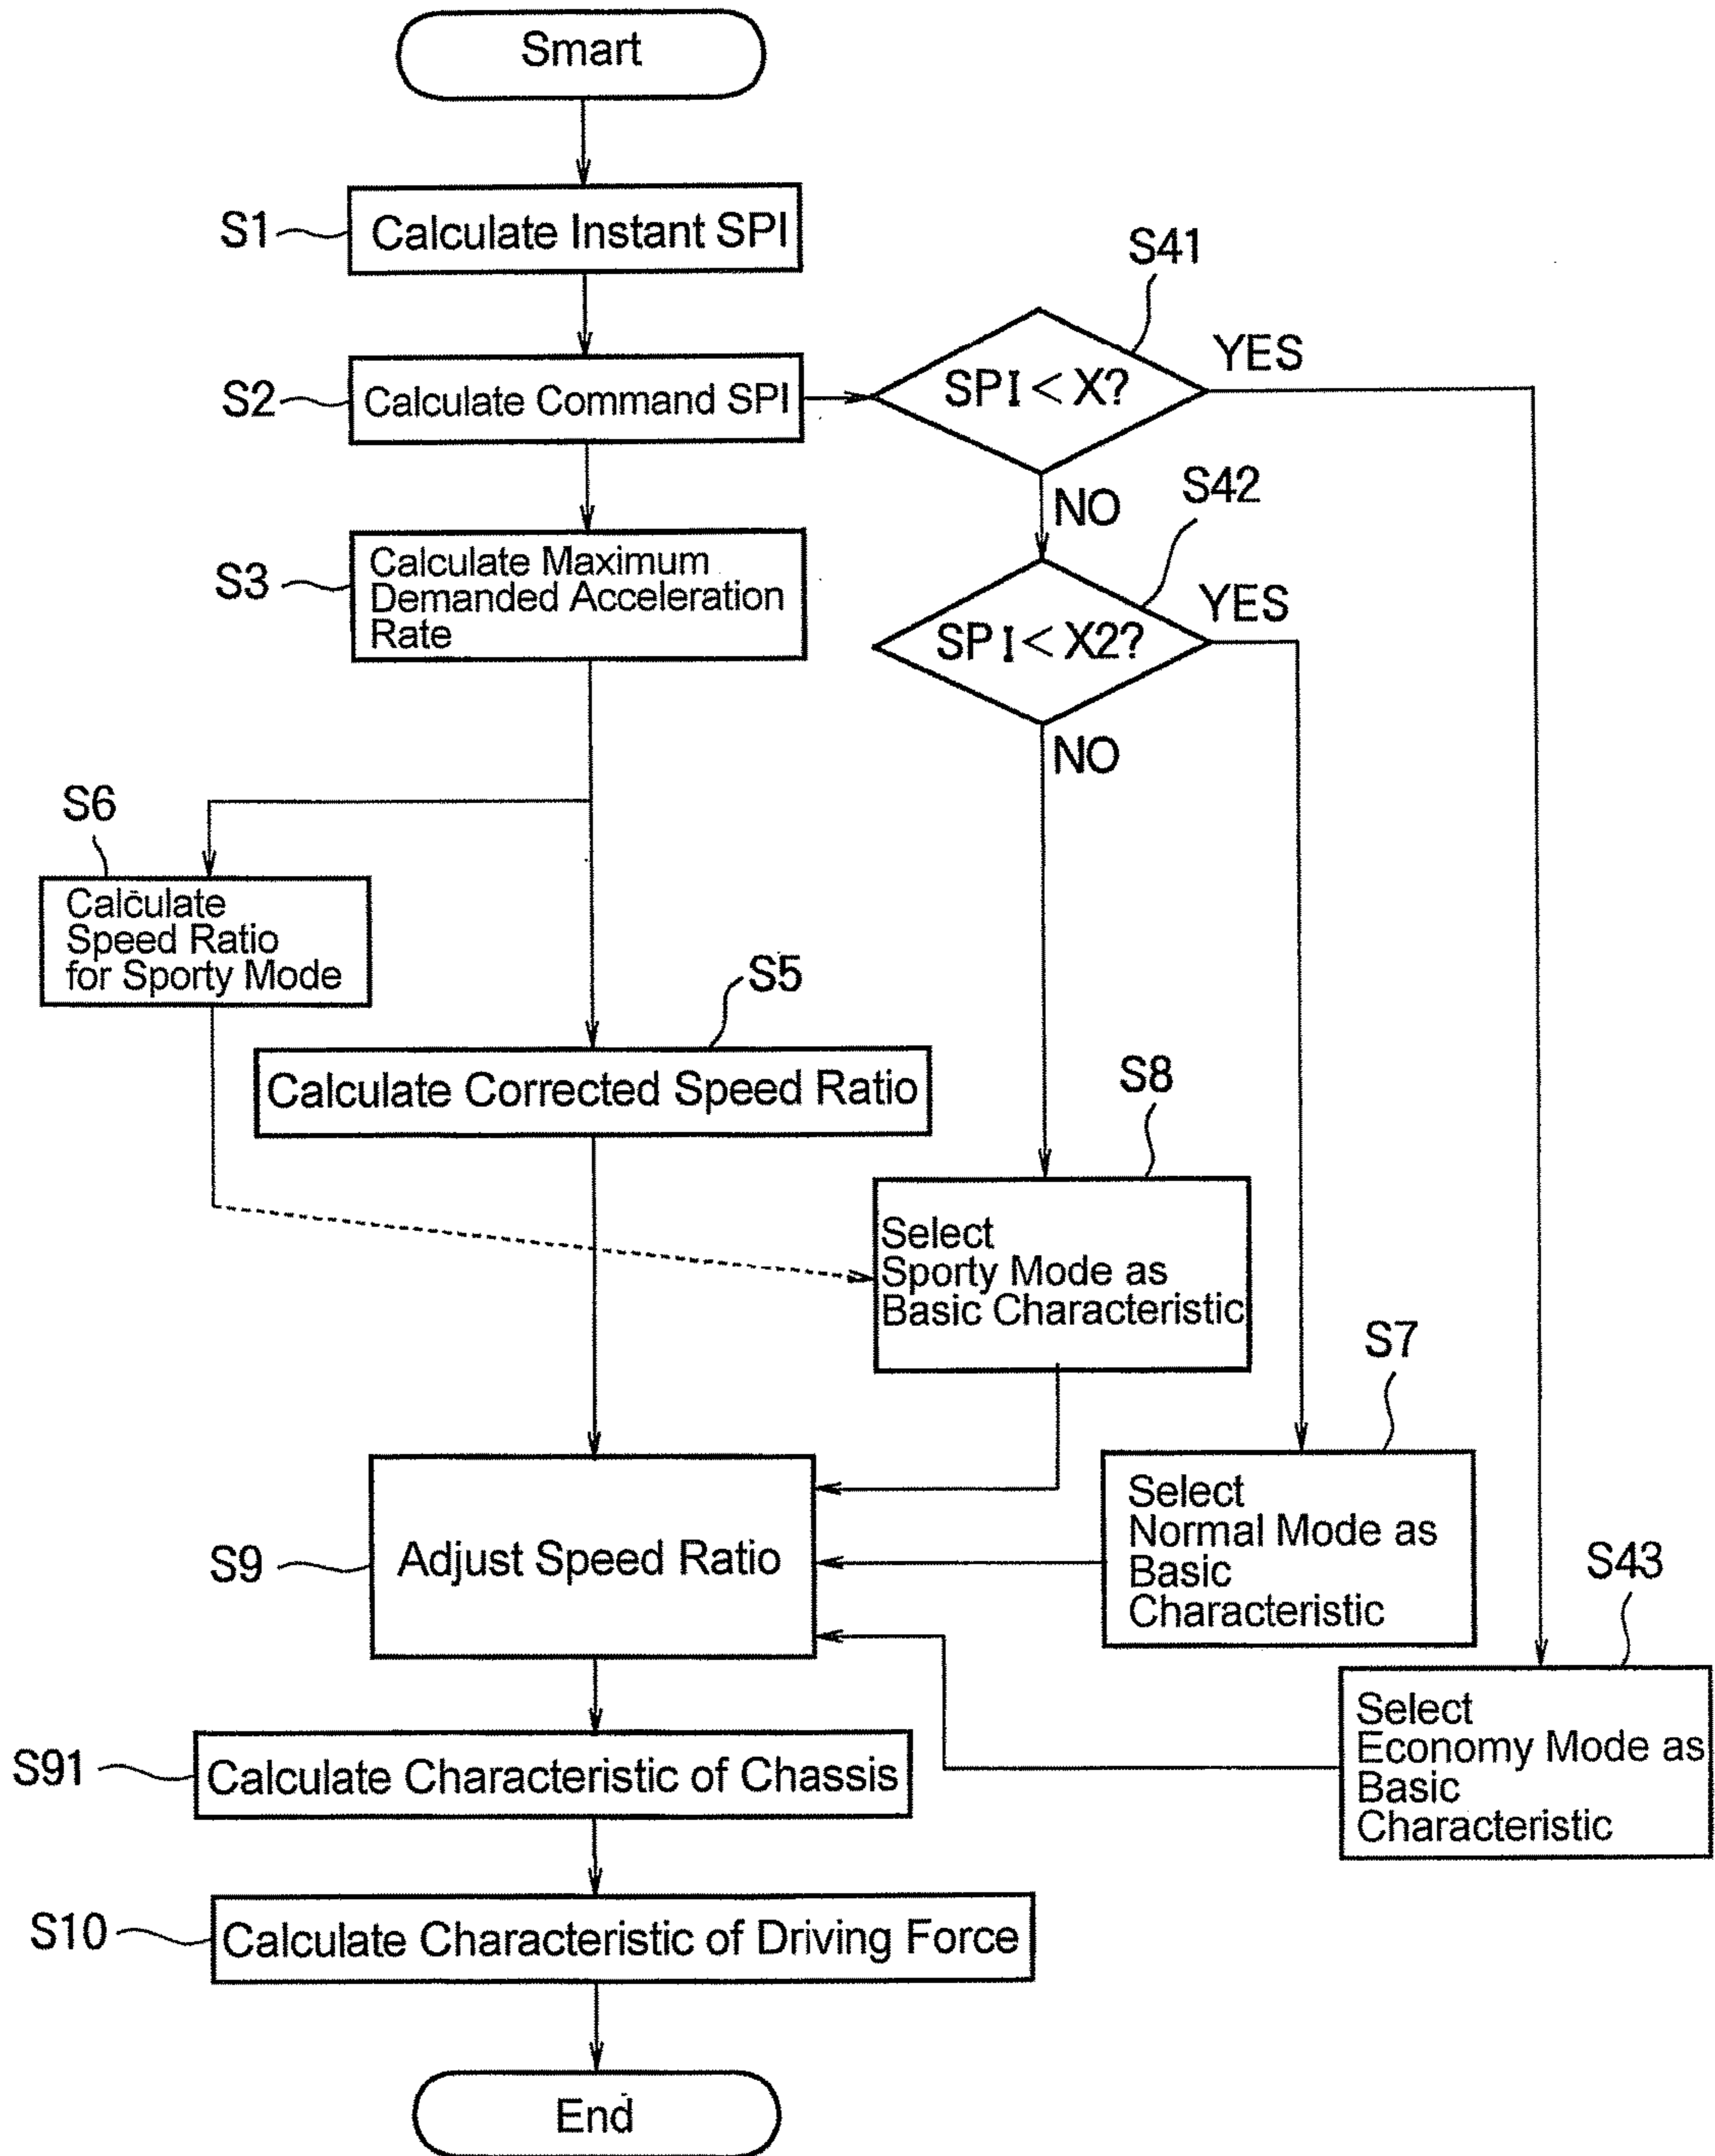 Smart
S1
Calculate Instant SPI
S41
S2
Calculate Command SPI
SPI < X?
YES
NO
S42
S3
Calculate Maximum
Demanded Acceleration
Rate
SPI < X2?
YES
NO
S6
Calculate
Speed Ratio
for Sporty Mode
S5
Calculate Corrected Speed Ratio
S8
Select
Sporty Mode as
Basic Characteristic
S7
Select
Normal Mode as
Basic
Characteristic
S9
Adjust Speed Ratio
S43
Select
Economy Mode as
Basic
Characteristic
S91
Calculate Characteristic of Chassis
S10
Calculate Characteristic of Driving Force
End